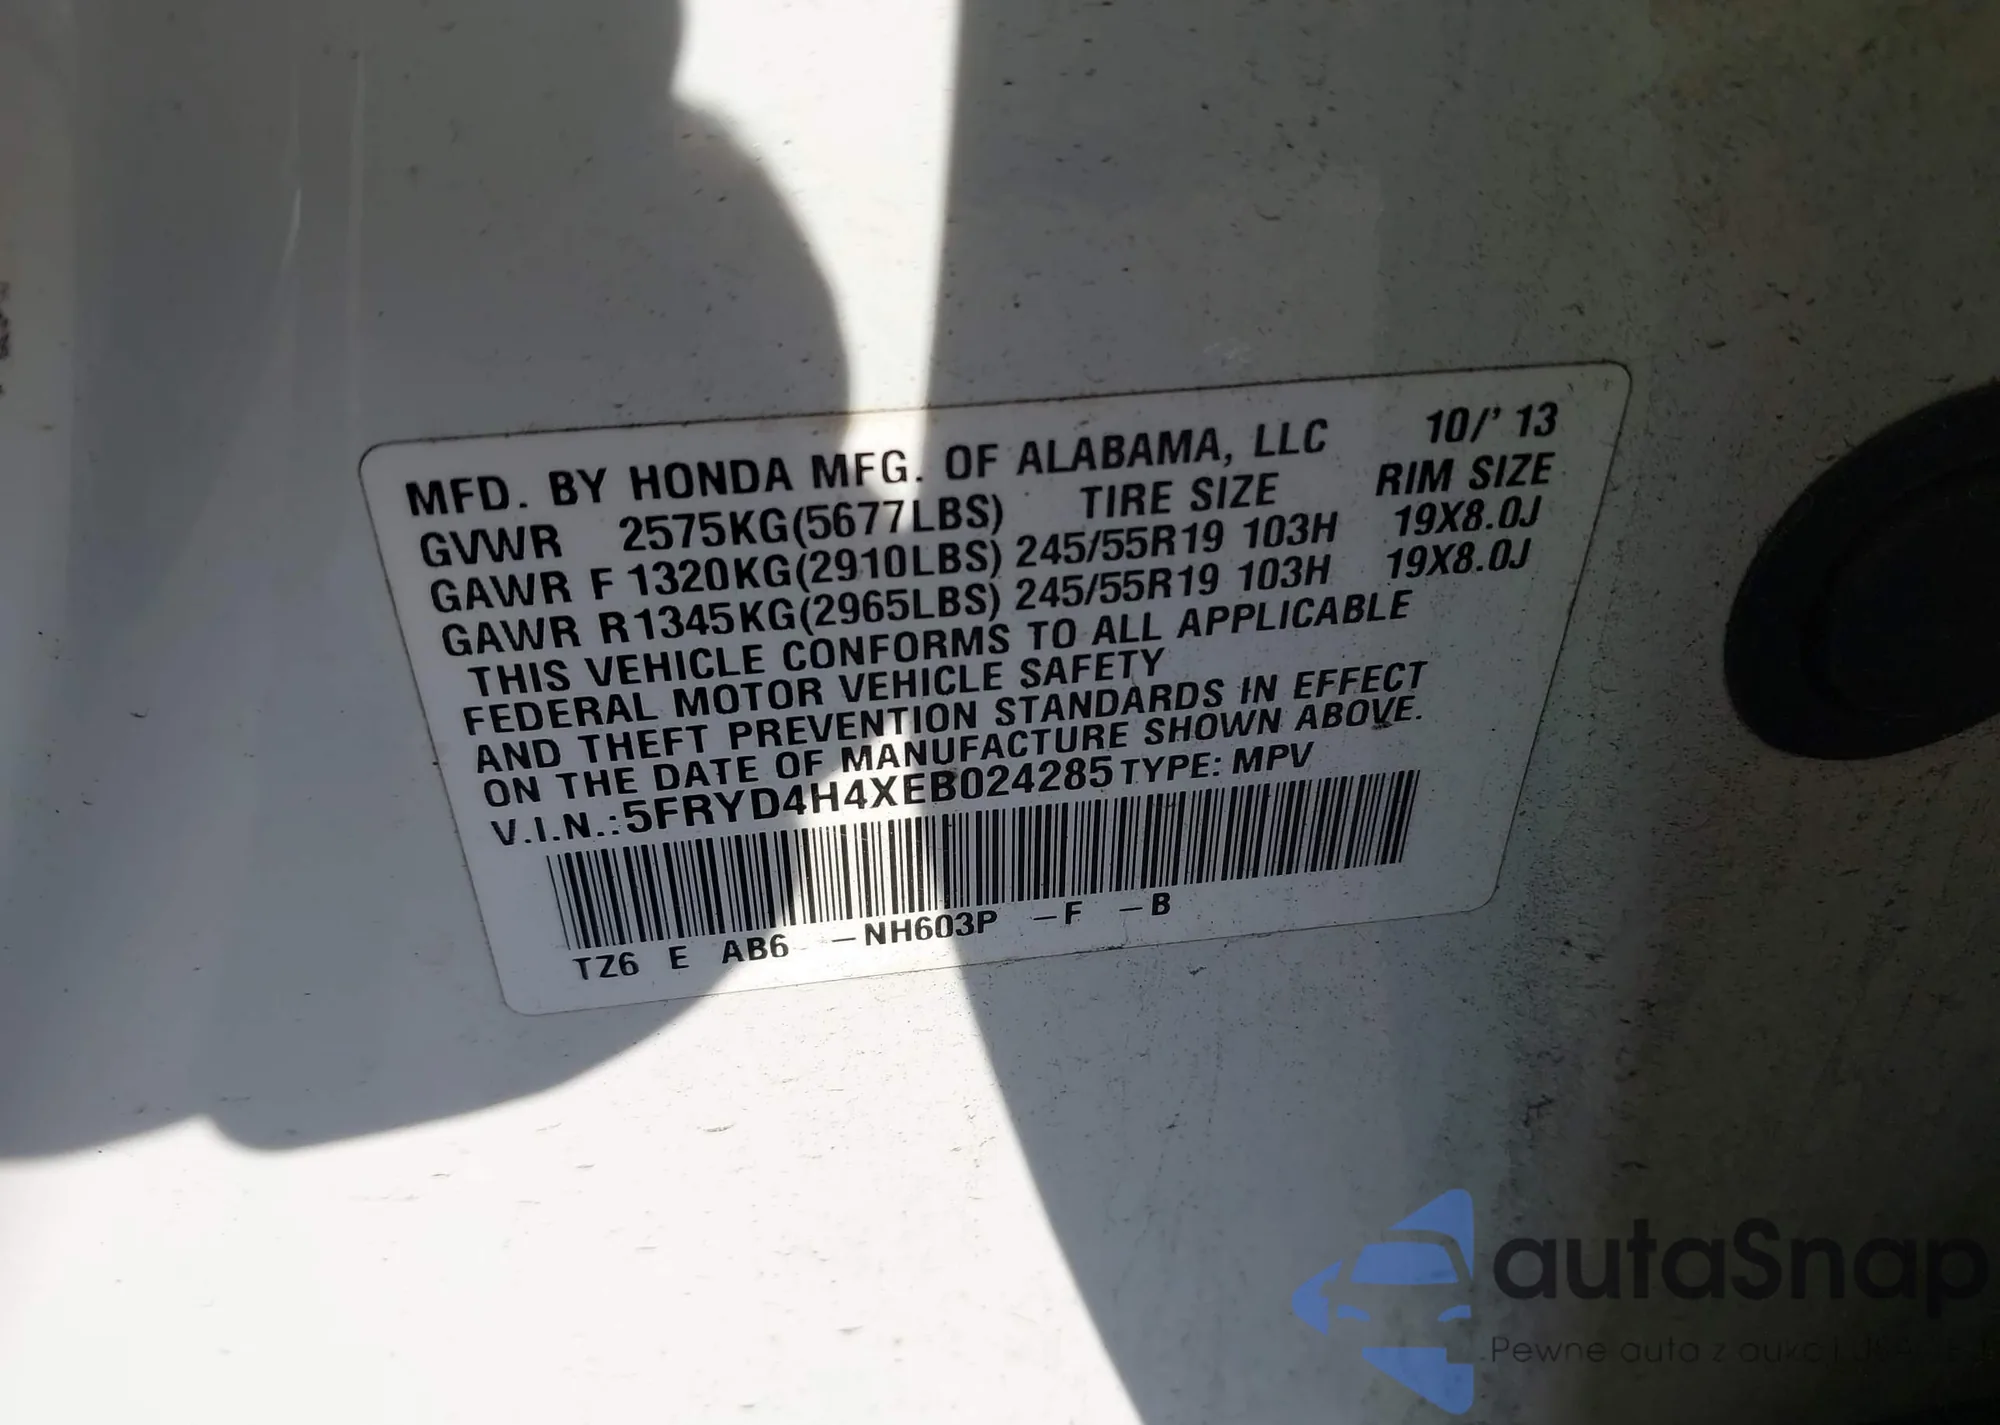 MFD. BY HONDA MFG. OF ALABAMA, LLC 10/' 13
GVWR 2575KG(5677LBS) TIRE SIZE RIM SIZE
GAWR F 1320KG(2910LBS) 245/55R19 103H 19X8.0J
GAWR R1345KG(2965LBS) 245/55R19 103H 19X8.0J
THIS VEHICLE CONFORMS TO ALL APPLICABLE
FEDERAL MOTOR VEHICLE SAFETY
AND THEFT PREVENTION STANDARDS IN EFFECT
ON THE DATE OF MANUFACTURE SHOWN ABOVE.
V.I.N.:5FRYD4H4XEB024285 TYPE: MPV
TZ6 E AB6 -NH603P -F -B
autaSnap
Pewne auta z aukcji